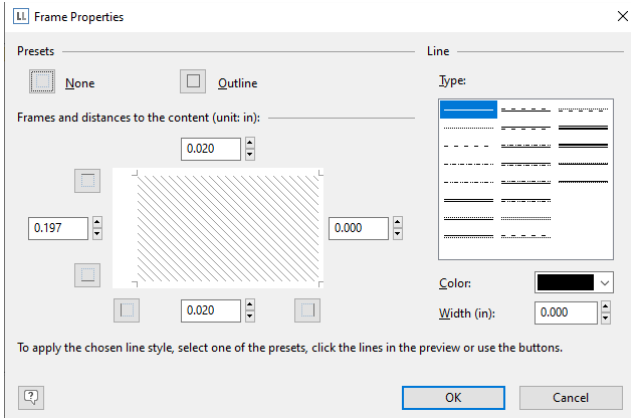 LL Frame Properties
Presets
Line
None
Outline
Type:
Frames and distances to the content (unit: in):
0.020
0.197
0.000
0.020
Color:
Width (in):
0.000
To apply the chosen line style, select one of the presets, click the lines in the preview or use the buttons.
?
OK
Cancel